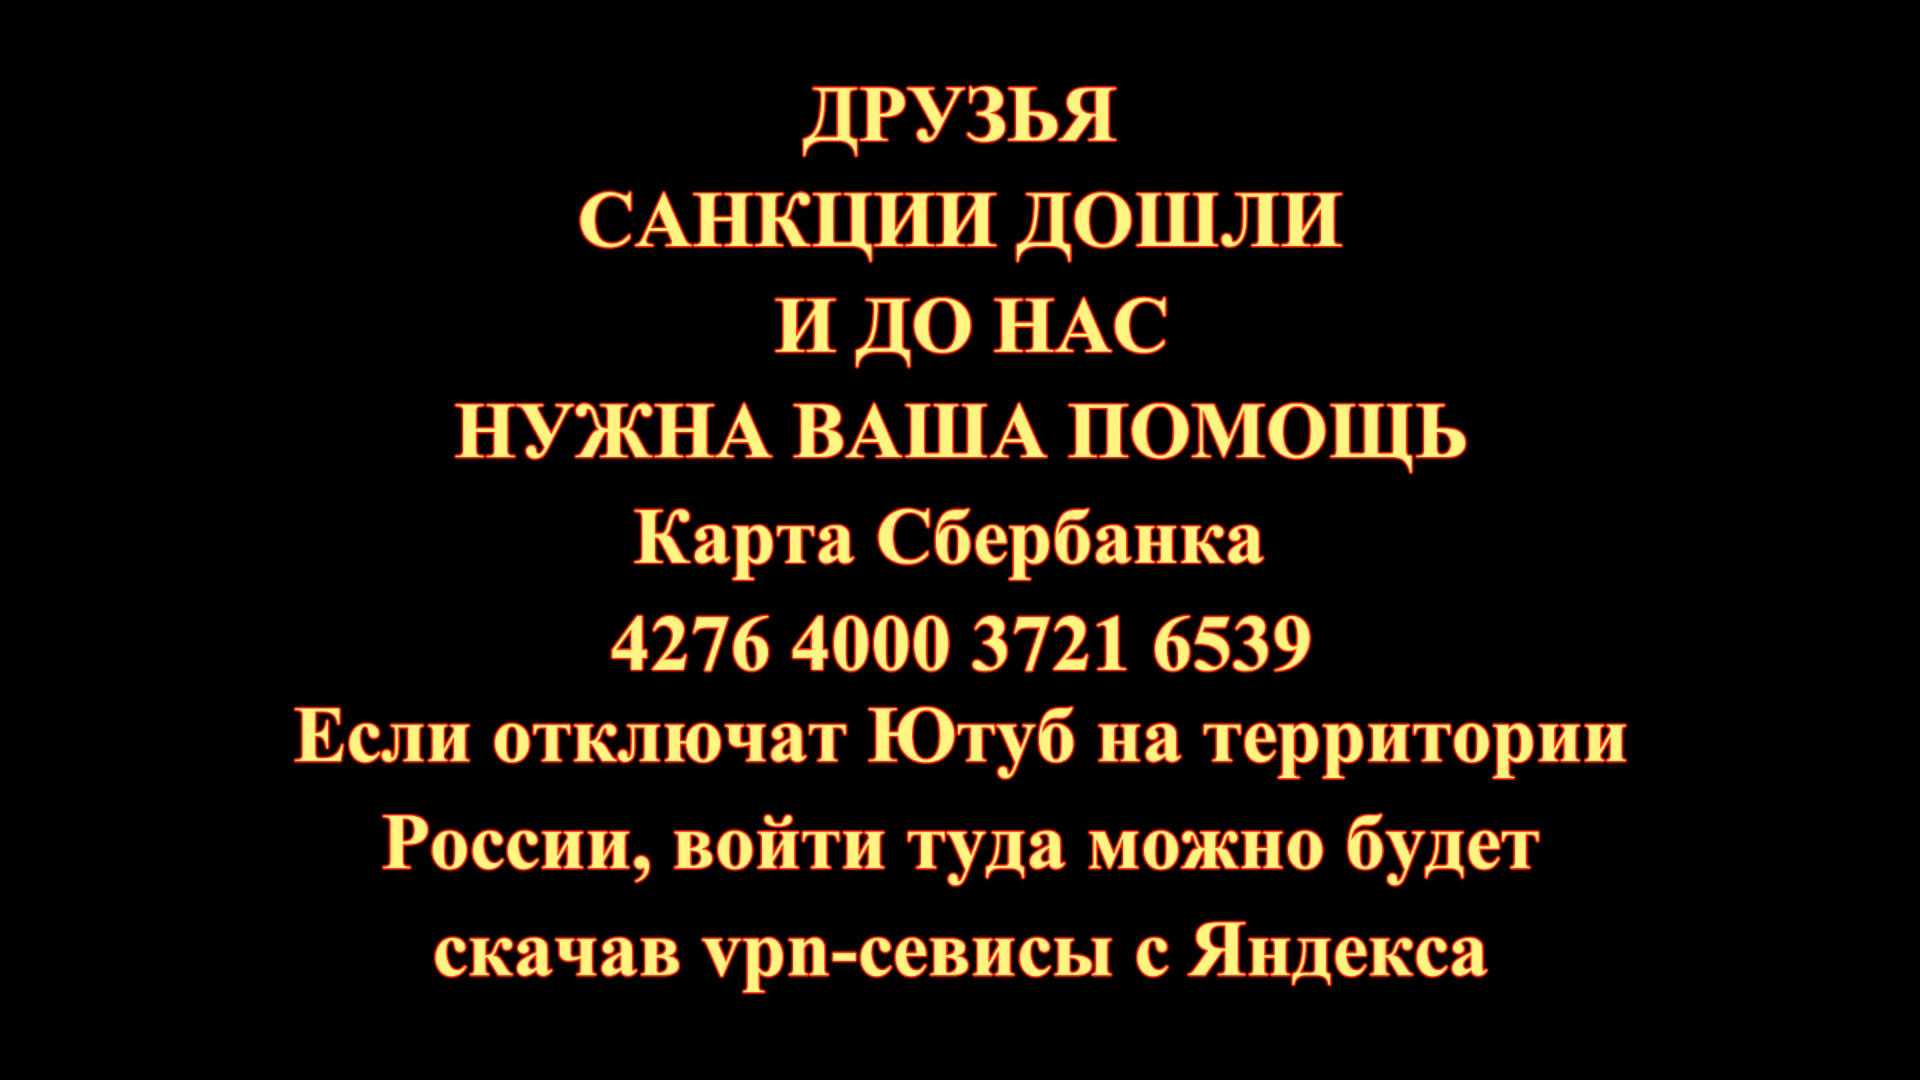 ДРУЗЬЯ
САНКЦИИ ДОШЛИ
И ДО НАС
НУЖНА ВАША ПОМОЩЬ
Карта Сбербанка
4276 4000 3721 6539
Если отключат Ютуб на территории
России, войти туда можно будет
скачав vpn-севисы с Яндекса